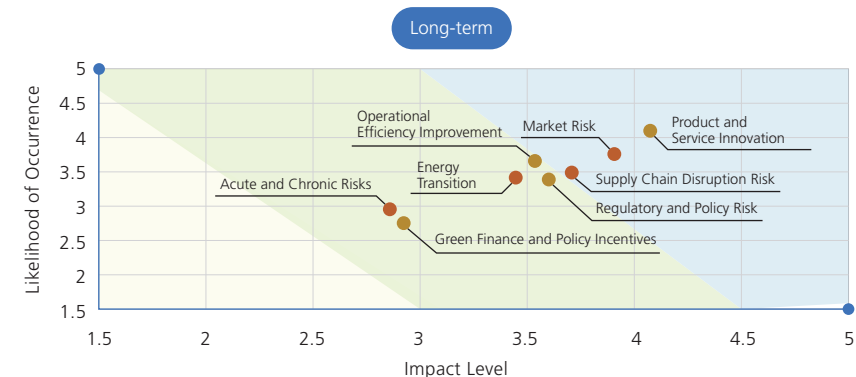 Long-term
Likelihood of Occurrence
5
4.5
4
3.5
3
2.5
2
1.5
Operational
Efficiency Improvement
Market Risk
Product and
Service Innovation
Energy
Transition
Acute and Chronic Risks
Supply Chain Disruption Risk
Regulatory and Policy Risk
Green Finance and Policy Incentives
1.5
2
2.5
3
3.5
4
4.5
5
Impact Level